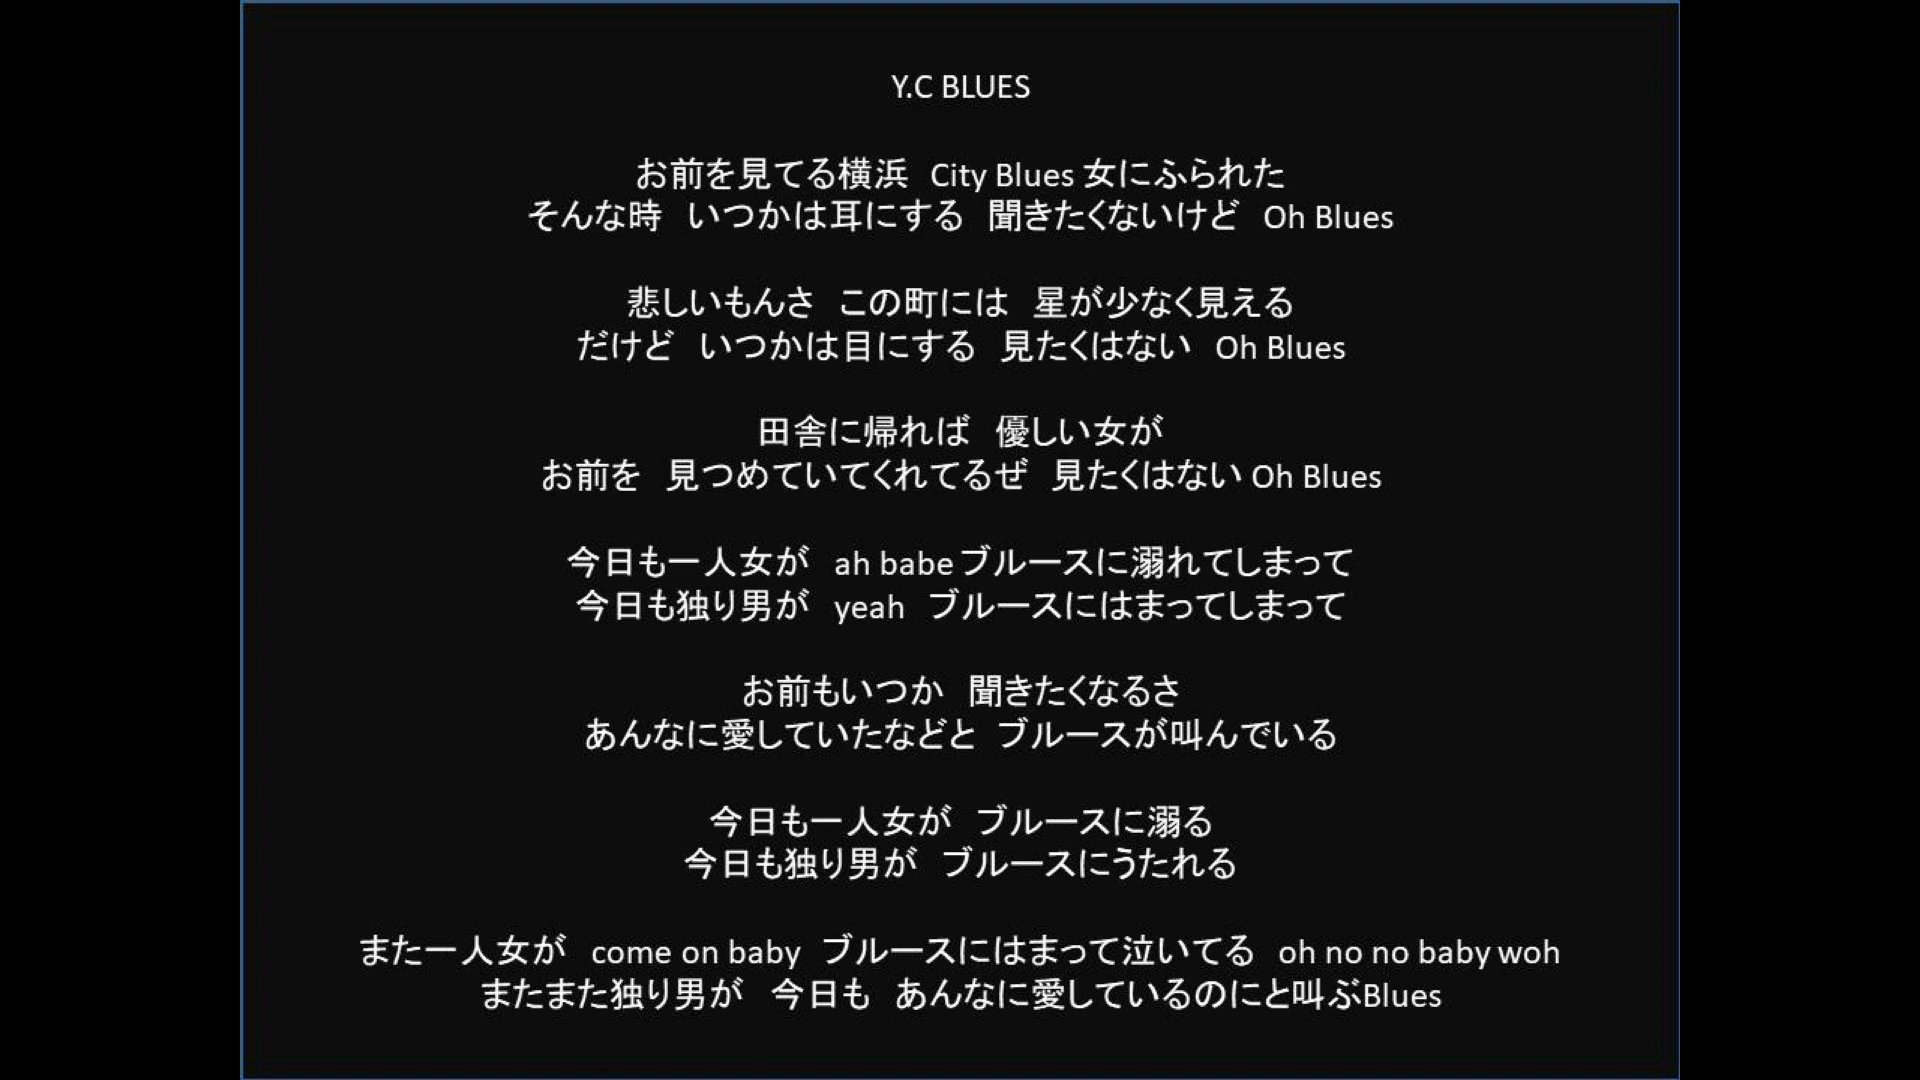 Y.C BLUES
お前を見てる横浜　City Blues 女にふられた
そんな時　いつかは耳にする　聞きたくないけど　Oh Blues
悲しいもんさ　この町には　星が少なく見える
だけど　いつかは目にする　見たくはない　Oh Blues
田舎に帰れば　優しい女が
お前を　見つめていてくれてるぜ　見たくはない Oh Blues
今日も一人女が　ah babe ブルースに溺れてしまって
今日も独り男が　yeah　ブルースにはまってしまって
お前もいつか　聞きたくなるさ
あんなに愛していたなどと ブルースが叫んでいる
今日も一人女が　ブルースに溺る
今日も独り男が　ブルースにうたれる
また一人女が　come on baby　ブルースにはまって泣いてる　oh no no baby woh
またまた独り男が　今日も　あんなに愛しているのにと叫ぶBlues